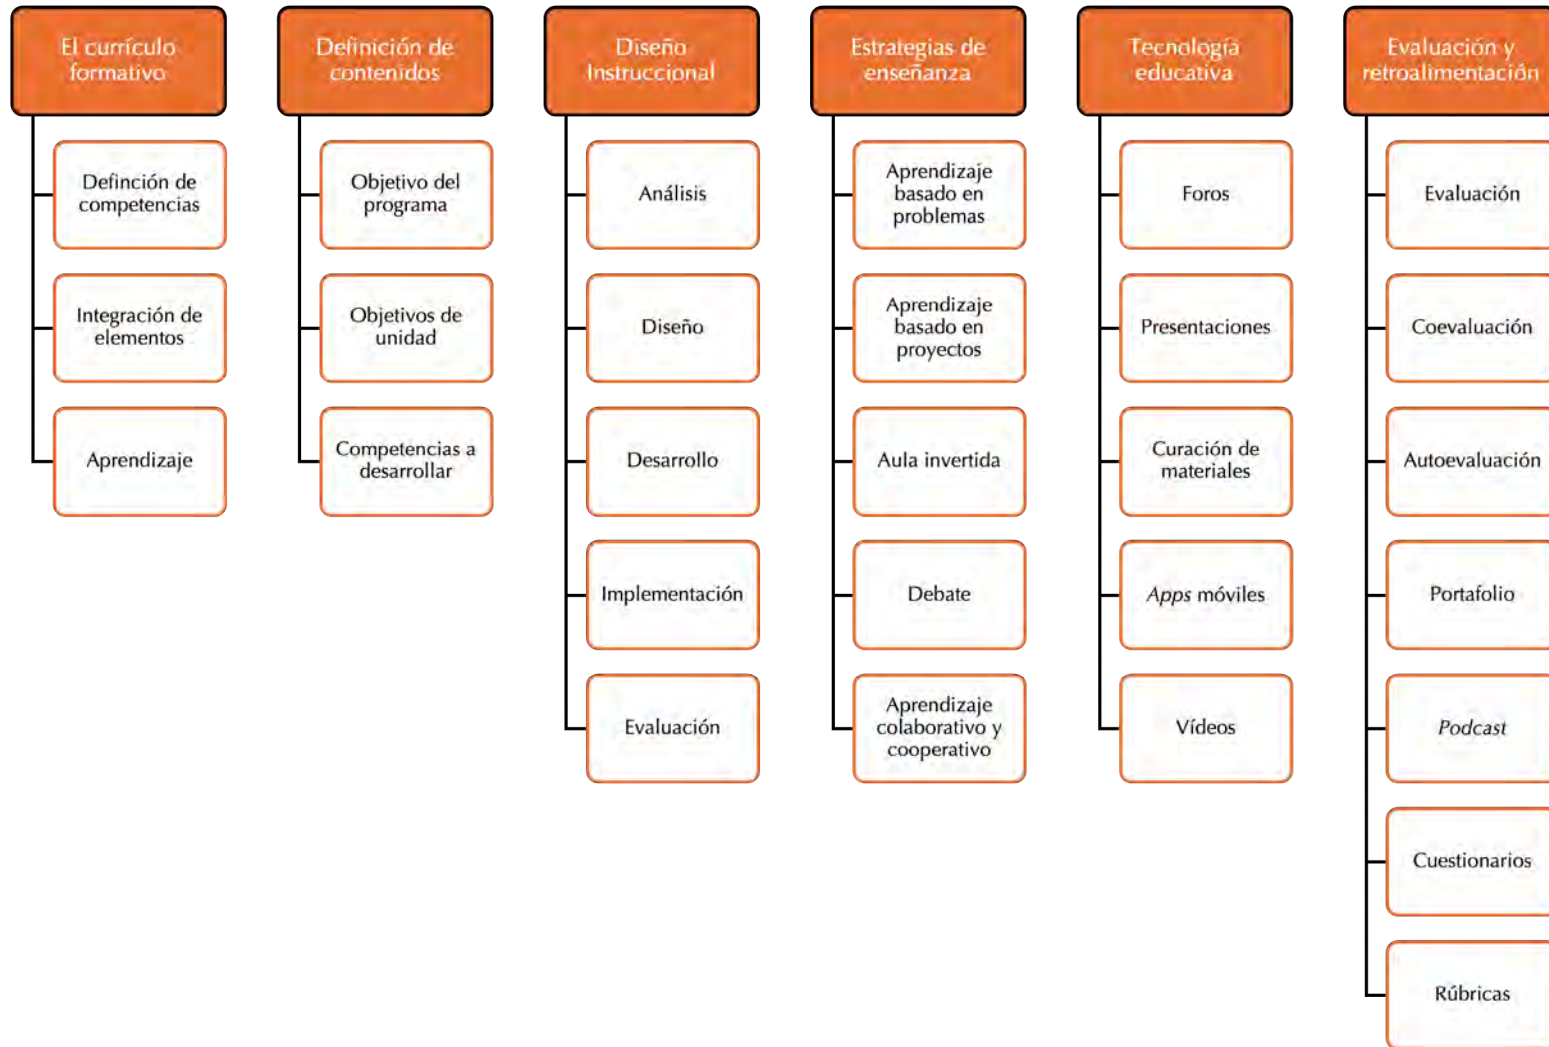 El currículo
formativo
Definción de
competencias
Integración de
elementos
Aprendizaje
Definición de
contenidos
Objetivo del
programa
Objetivos de
unidad
Competencias a
desarrollar
Diseño
Instruccional
Análisis
Diseño
Desarrollo
Implementación
Evaluación
Estrategias de
enseñanza
Aprendizaje
basado en
problemas
Aprendizaje
basado en
proyectos
Aula invertida
Debate
Aprendizaje
colaborativo y
cooperativo
Tecnología
educativa
Foros
Presentaciones
Curación de
materiales
Apps móviles
Vídeos
Evaluación y
retroalimentación
Evaluación
Coevaluación
Autoevaluación
Portafolio
Podcast
Cuestionarios
Rúbricas